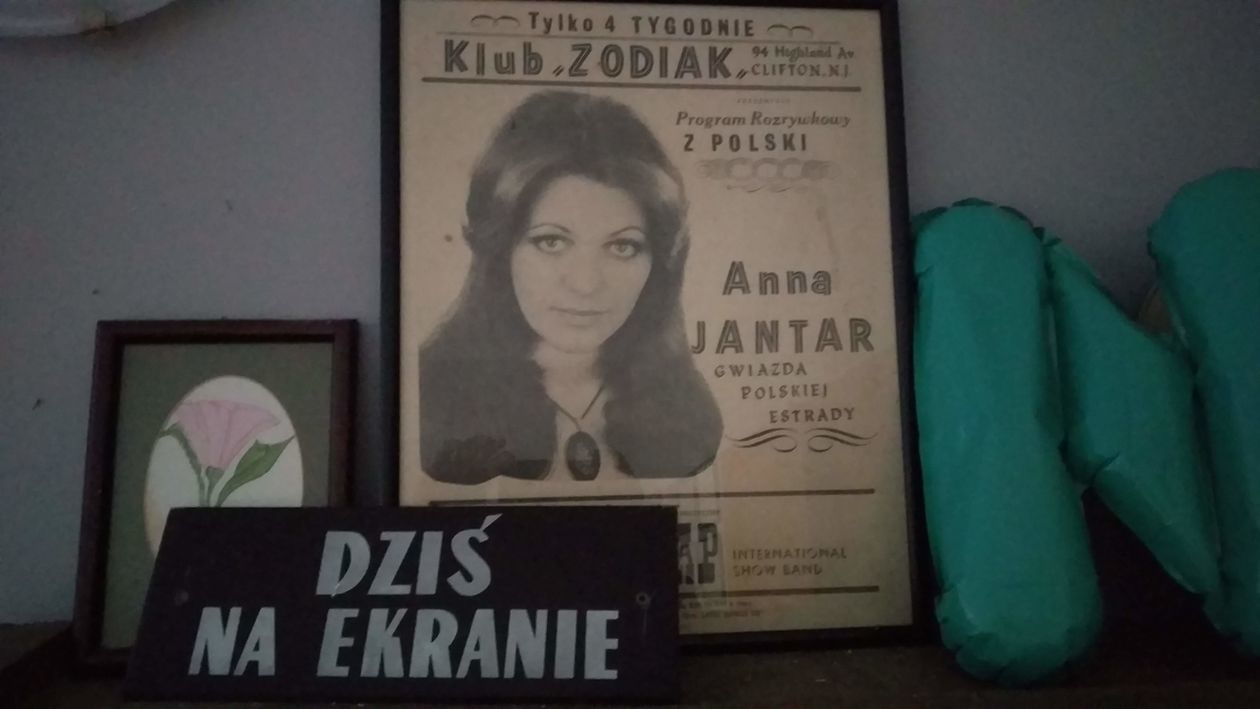 Tylko 4 TYGODNIE
Klub „ZODIAK„
94 Highland Av
CLIFTON, N.J.
Program Rozrywkowy
Z POLSKI
Anna
JANTAR
GWIAZDA
POLSKIEJ
ESTRADY
INTERNATIONAL
SHOW BAND
DZIŚ
NA EKRANIE